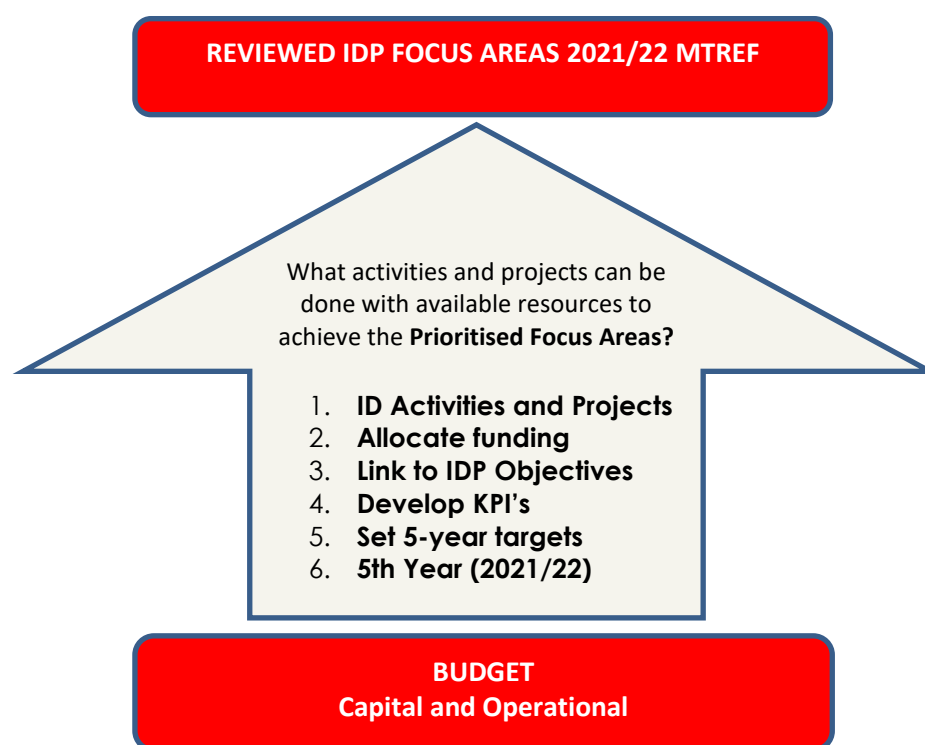 REVIEWED IDP FOCUS AREAS 2021/22 MTREF
What activities and projects can be
done with available resources to
achieve the Prioritised Focus Areas?
1. ID Activities and Projects
2. Allocate funding
3. Link to IDP Objectives
4. Develop KPI’s
5. Set 5-year targets
6. 5th Year (2021/22)
BUDGET
Capital and Operational